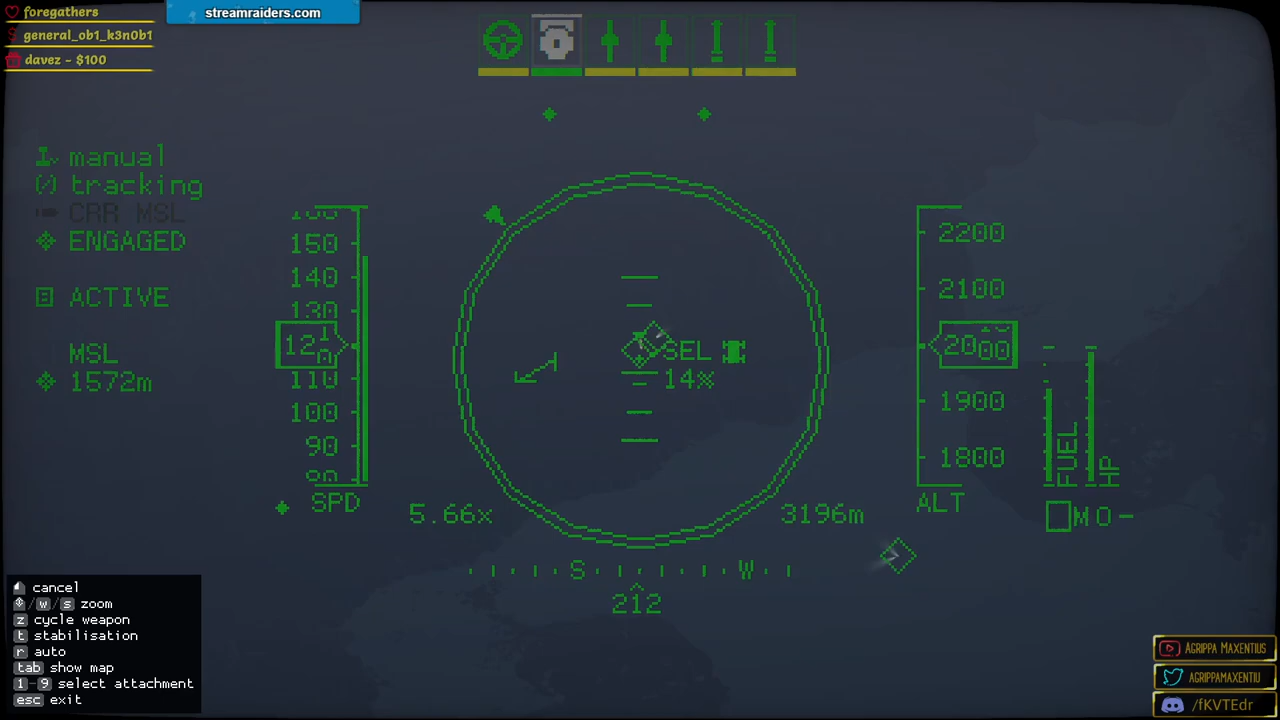 foregathers
general_ob1_k3n0b1
davez - $100
streamraiders.com
manual
tracking
CRR MSL
ENGAGED
ACTIVE
MSL
1572m
150
140
130
110
100
90
SPD
SEL
14%
5.66x
3196m
S
W
212
2200
2100
1900
1800
ALT
FUEL
HP
cancel
/w/s zoom
z cycle weapon
t stabilisation
r auto
tab show map
1-9 select attachment
esc exit
AGRIPPA MAXENTIUS
AGRIPPAMAXENTIU
/fKVTEdr